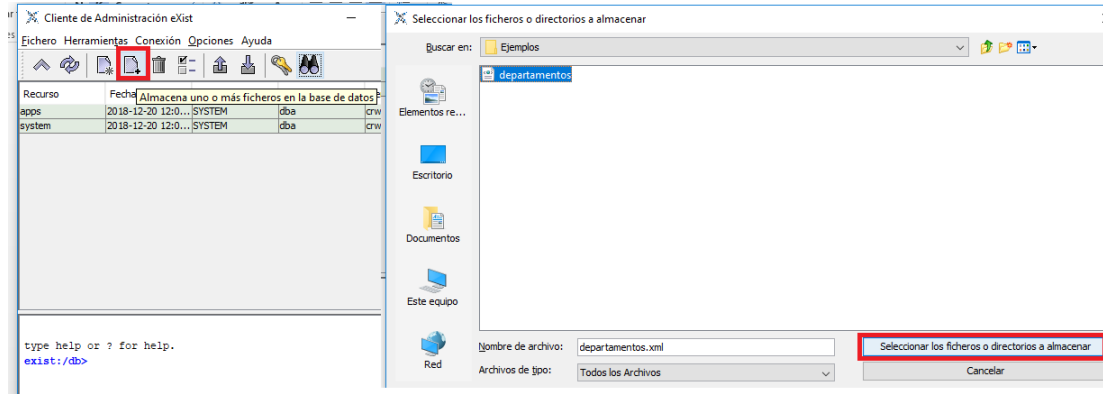 Cliente de Administración eXist
Fichero Herramientas Conexión Opciones Ayuda
Almacena uno o más ficheros en la base de datos
Recurso Fecha
apps 2018-12-20 12:0... SYSTEM dba crw
system 2018-12-20 12:0... SYSTEM dba crw
type help or ? for help.
exist:/db>
Seleccionar los ficheros o directorios a almacenar
Buscar en: Ejemplos
departamentos
Elementos re...
Escritorio
Documentos
Este equipo
Red
Nombre de archivo: departamentos.xml
Seleccionar los ficheros o directorios a almacenar
Archivos de tipo: Todos los Archivos
Cancelar